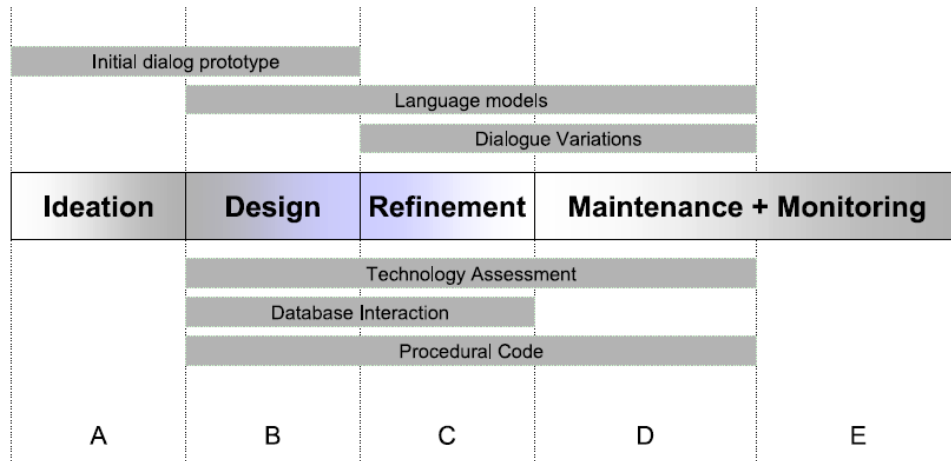 Initial dialog prototype
Language models
Dialogue Variations
Ideation Design Refinement Maintenance + Monitoring
Technology Assessment
Database Interaction
Procedural Code
A B C D E